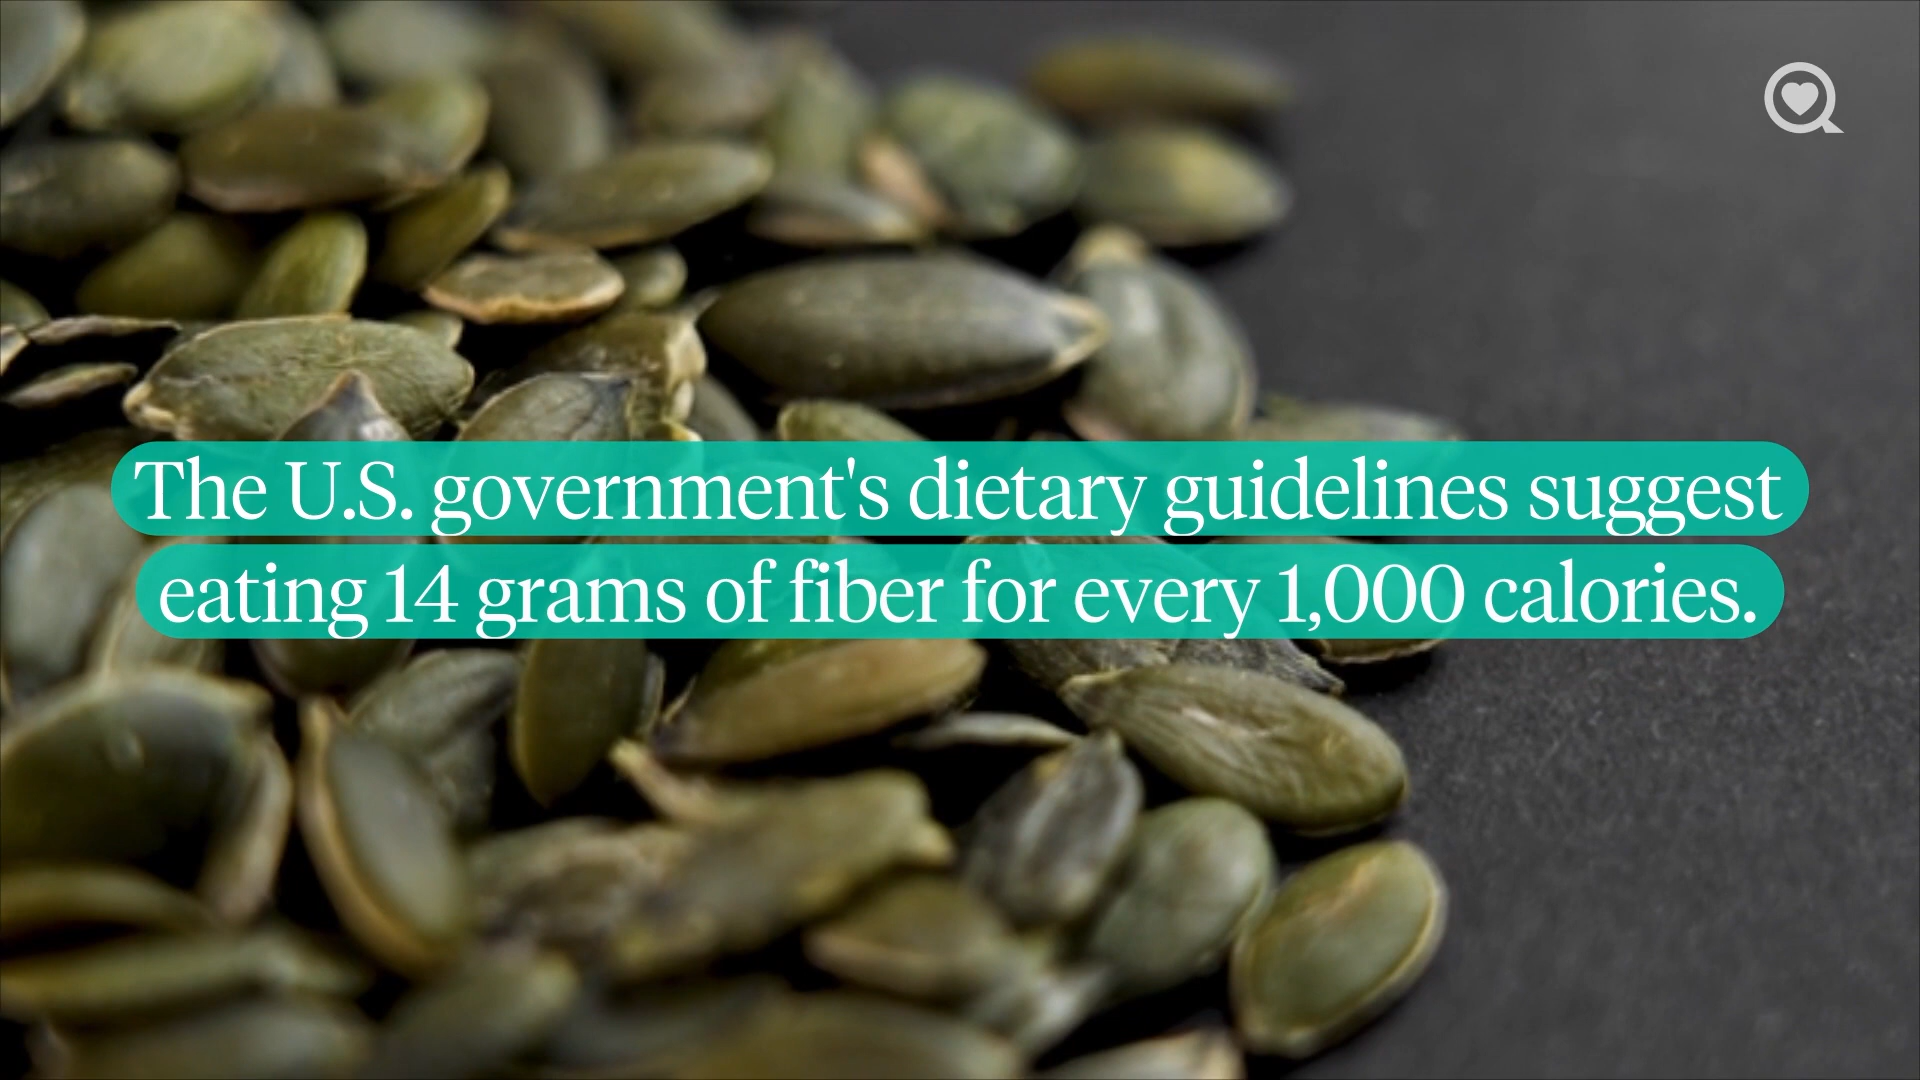 The U.S. government's dietary guidelines suggest
eating 14 grams of fiber for every 1,000 calories.